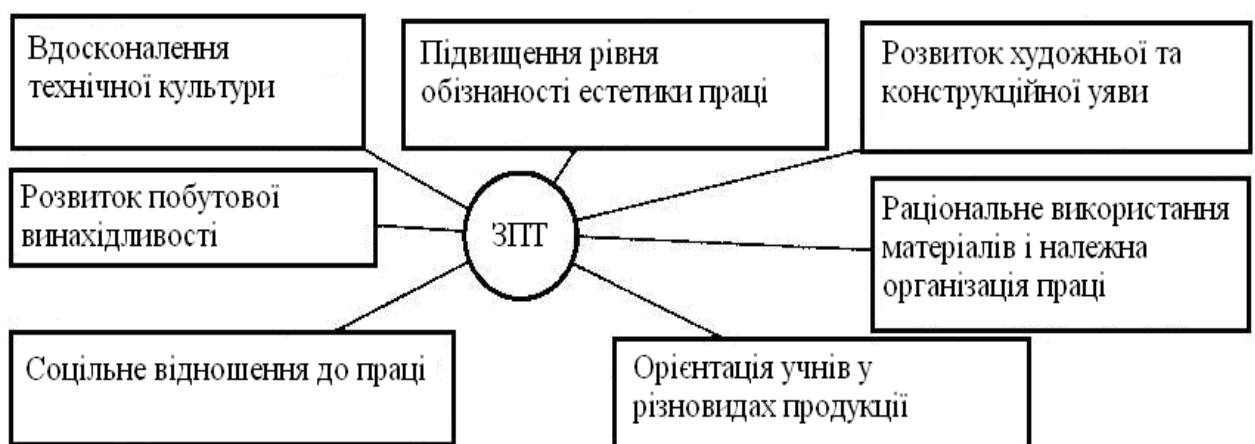 Вдосконалення
технічної культури
Підвищення рівня
обізнаності естетики праці
Розвиток художньої та
конструкційної уяви
Розвиток побутової
винахідливості
ЗПТ
Раціональне використання
матеріалів і належна
організація праці
Соцільне відношення до праці
Орієнтація учнів у
різновидах продукції